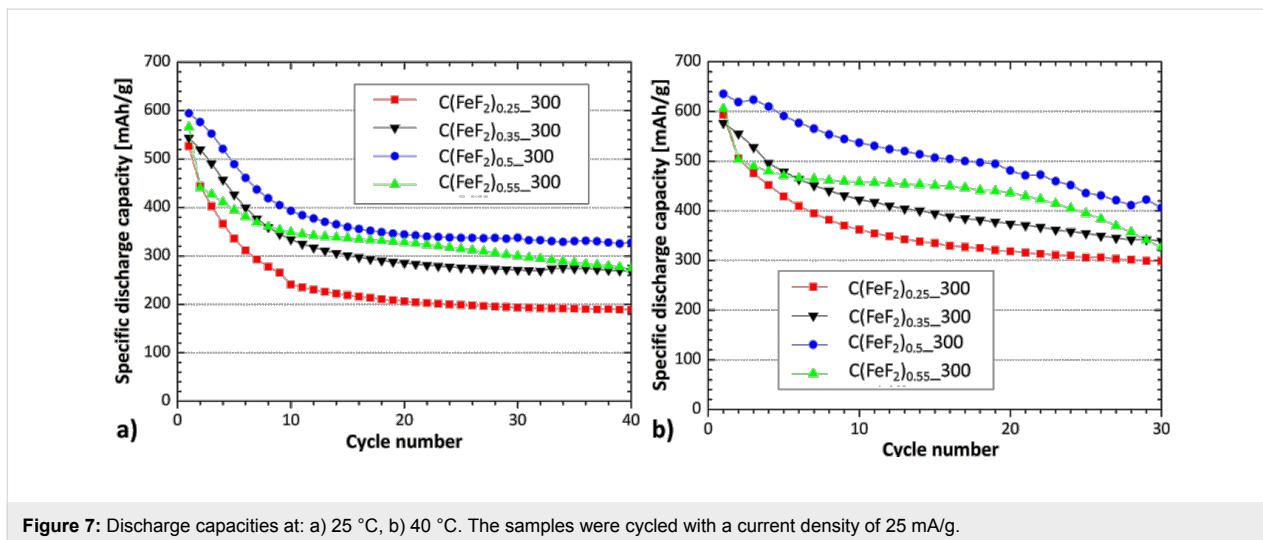 700
600
500
400
300
200
100
0
Specific discharge capacity [mAh/g]
C(FeF₂)₀.₂₅_300
C(FeF₂)₀.₃₅_300
C(FeF₂)₀.₅_300
C(FeF₂)₀.₅₅_300
0 10 20 30 40
a)
Cycle number
700
600
500
400
300
200
100
0
Specific discharge capacity [mAh/g]
C(FeF₂)₀.₂₅_300
C(FeF₂)₀.₃₅_300
C(FeF₂)₀.₅_300
C(FeF₂)₀.₅₅_300
0 10 20 30
b)
Cycle number
Figure 7: Discharge capacities at: a) 25 °C, b) 40 °C. The samples were cycled with a current density of 25 mA/g.